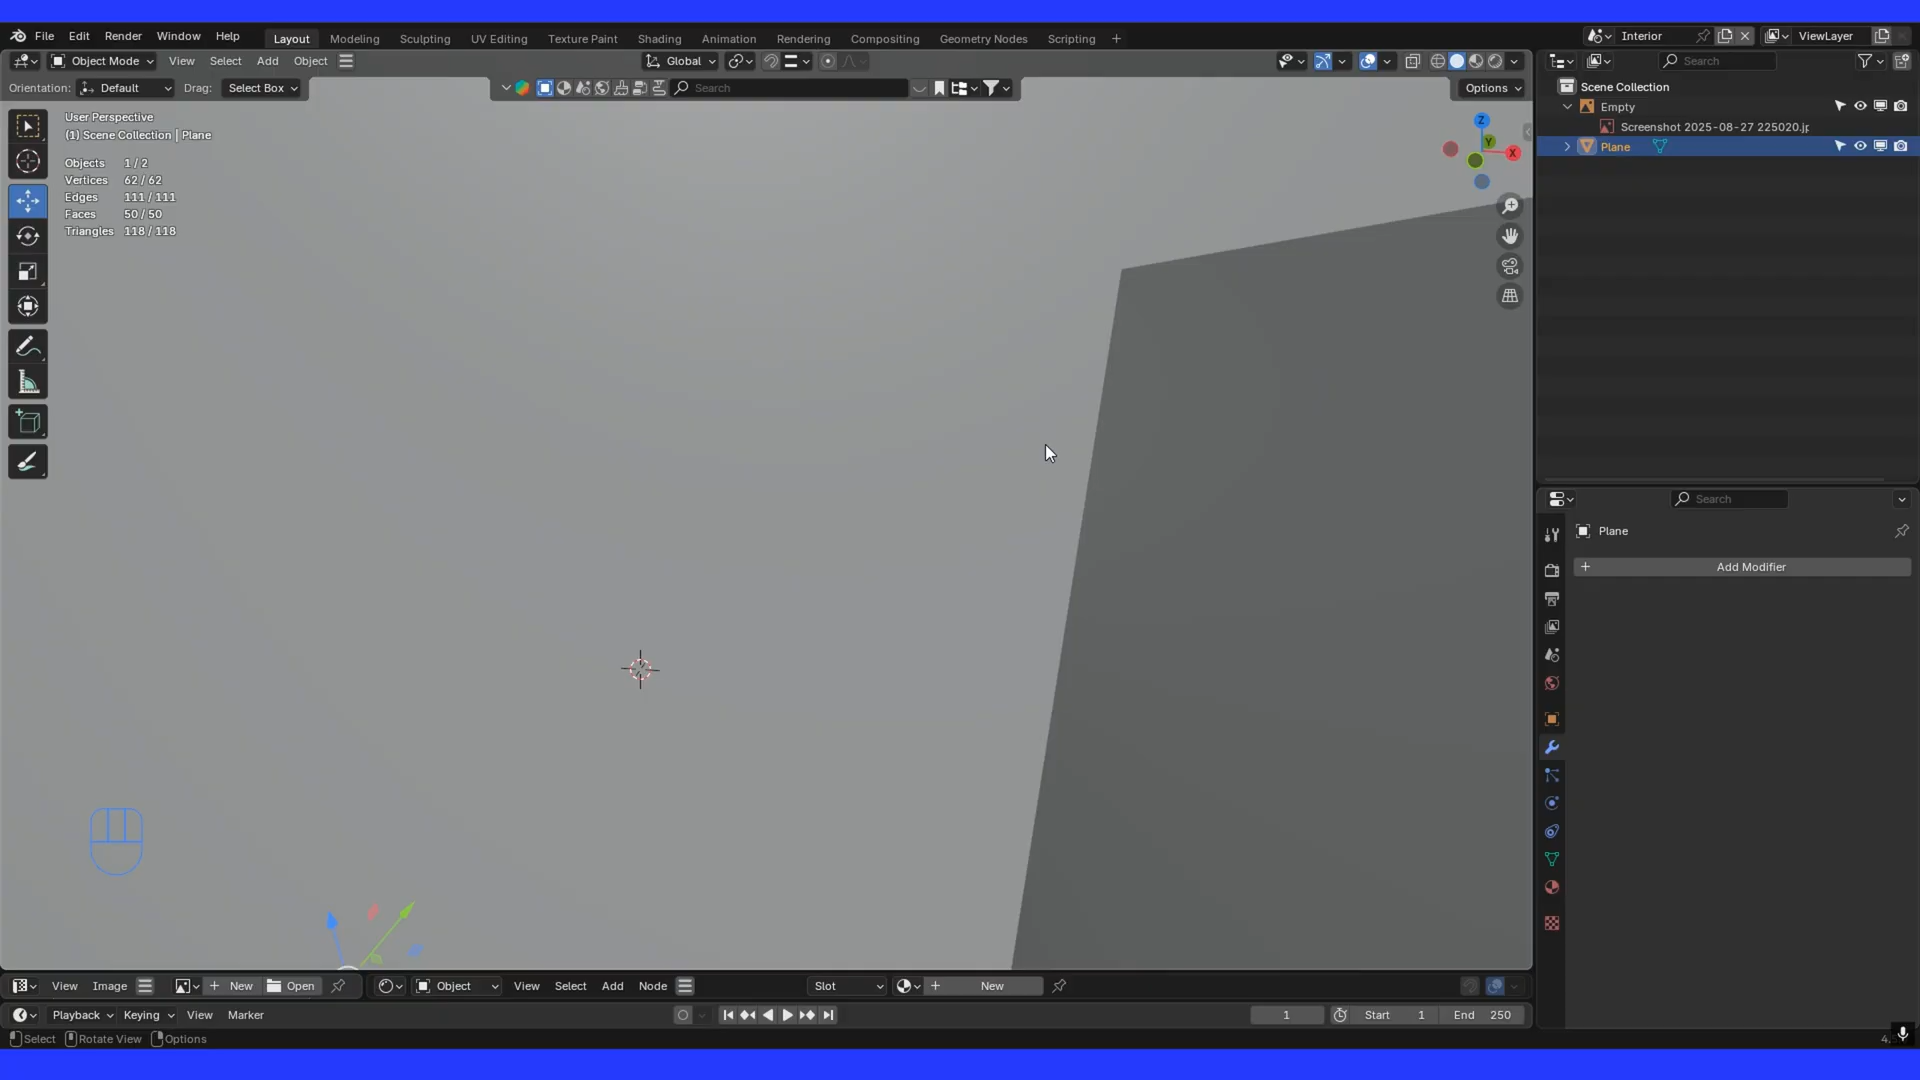 File Edit Render Window Help Layout Modeling Sculpting UV Editing Texture Paint Shading Animation Rendering Compositing Geometry Nodes Scripting + Interior ViewLayer
Object Mode View Select Add Object Global Search
Orientation: Default Drag: Select Box Search Options
Scene Collection
Empty
Screenshot 2025-08-27 225020.jp
Plane
User Perspective
(1) Scene Collection | Plane
Objects 1 / 2
Vertices 62 / 62
Edges 111 / 111
Faces 50 / 50
Triangles 118 / 118
Z
Y
X
Search
Plane
+ Add Modifier
View Image + New Open Object View Select Add Node Slot + New
Playback Keying View Marker 1 Start 1 End 250
Select Rotate View Options